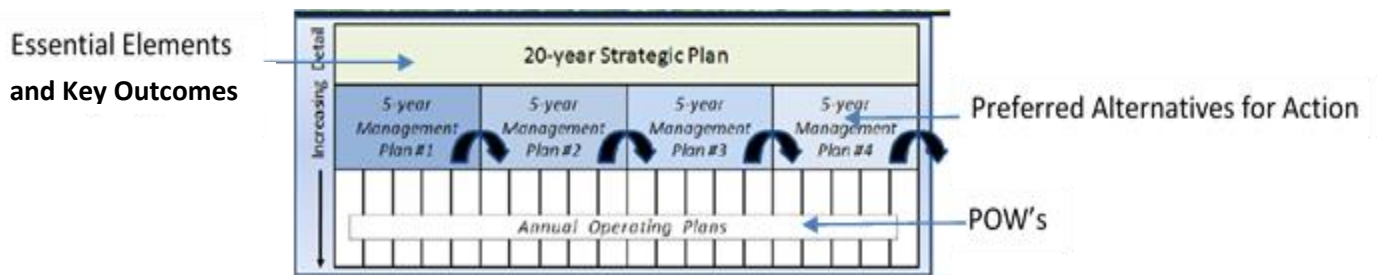 Essential Elements
and Key Outcomes
Increasing Detail
20-year Strategic Plan
5-year
Management
Plan #1
5-year
Management
Plan #2
5-year
Management
Plan #3
5-year
Management
Plan #4
Preferred Alternatives for Action
Annual Operating Plans
POW's